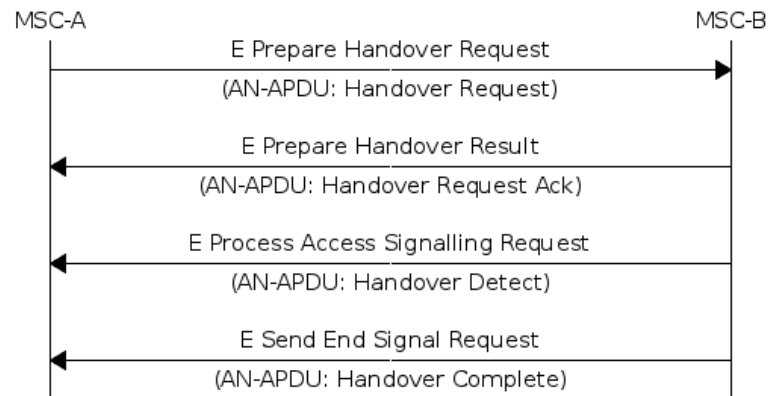 MSC-A MSC-B
E Prepare Handover Request
(AN-APDU: Handover Request)
E Prepare Handover Result
(AN-APDU: Handover Request Ack)
E Process Access Signalling Request
(AN-APDU: Handover Detect)
E Send End Signal Request
(AN-APDU: Handover Complete)